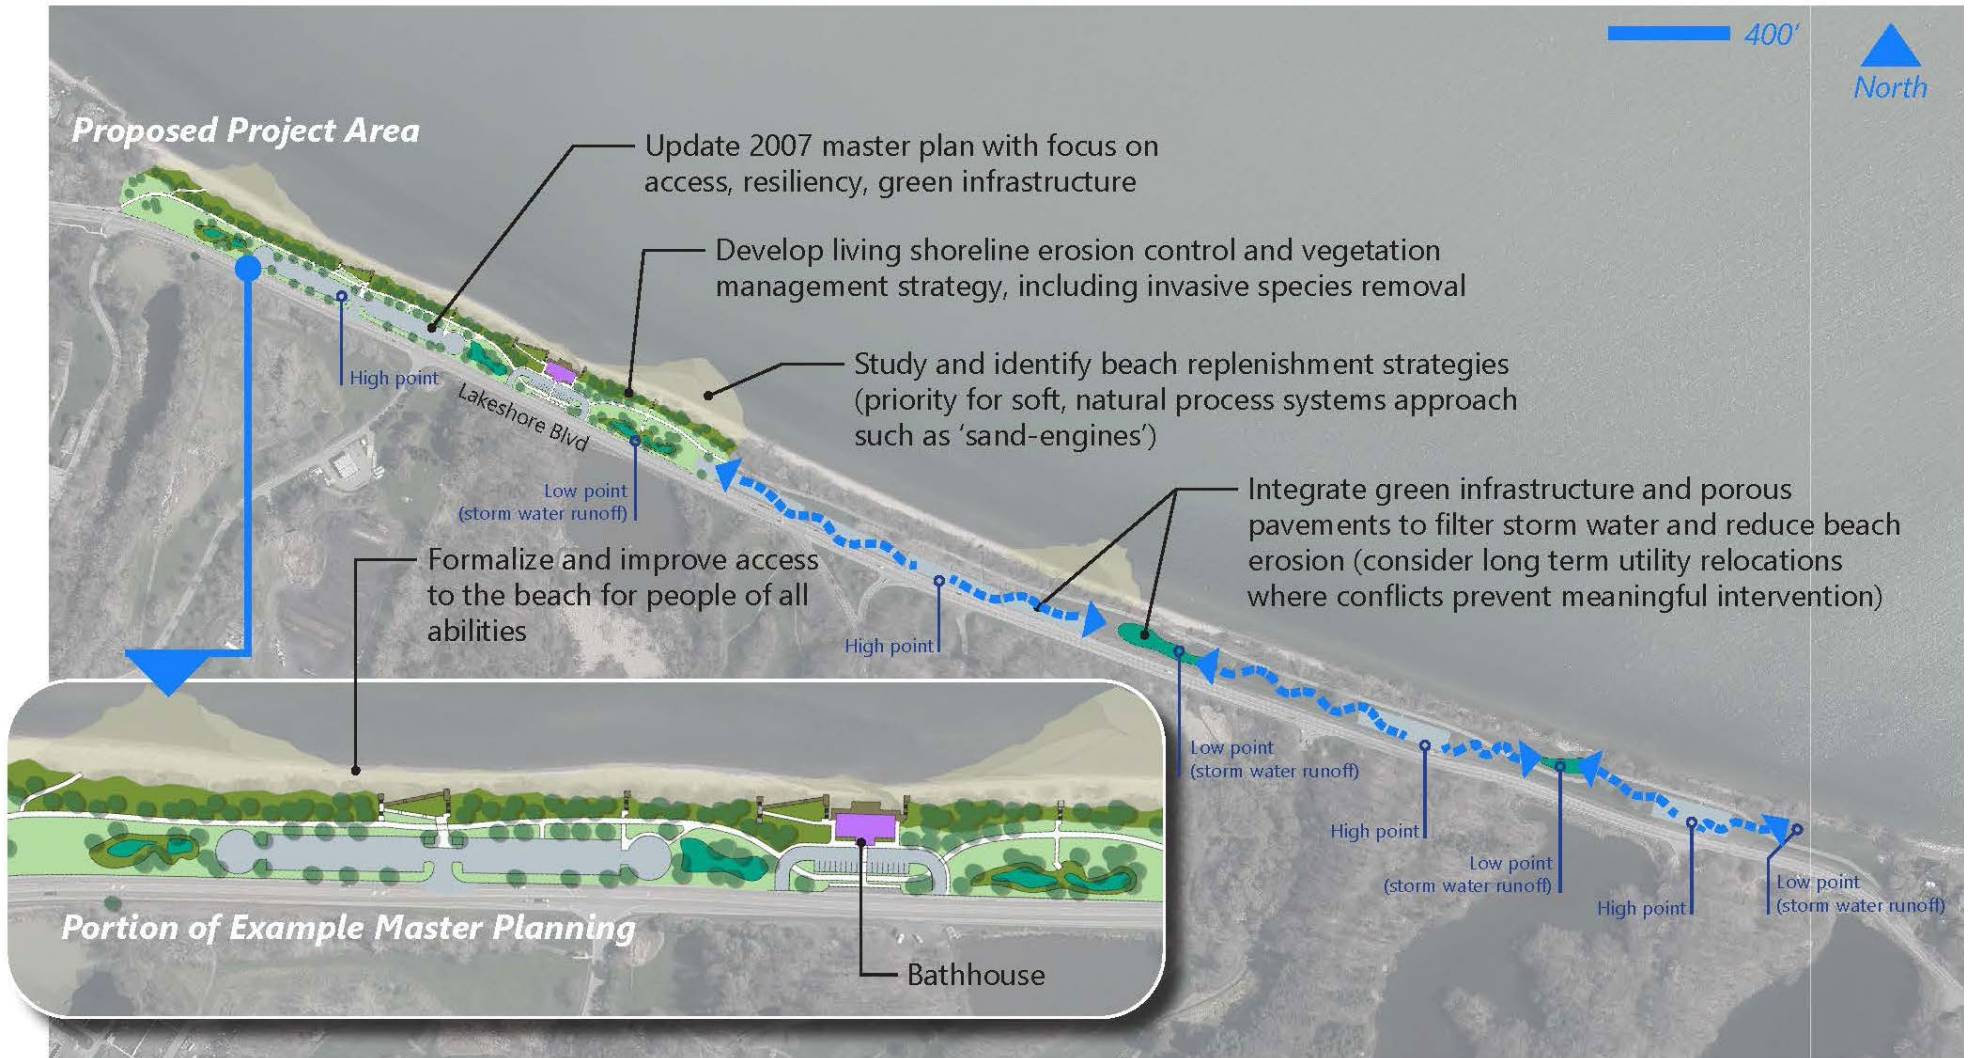 400'
North
Proposed Project Area
Update 2007 master plan with focus on
access, resiliency, green infrastructure
Develop living shoreline erosion control and vegetation
management strategy, including invasive species removal
Study and identify beach replenishment strategies
(priority for soft, natural process systems approach
such as ‘sand-engines’)
High point
Lakeshore Blvd
Low point
(storm water runoff)
Integrate green infrastructure and porous
pavements to filter storm water and reduce beach
erosion (consider long term utility relocations
where conflicts prevent meaningful intervention)
Formalize and improve access
to the beach for people of all
abilities
High point
Low point
(storm water runoff)
High point
Low point
(storm water runoff)
High point
Low point
(storm water runoff)
Portion of Example Master Planning
Bathhouse